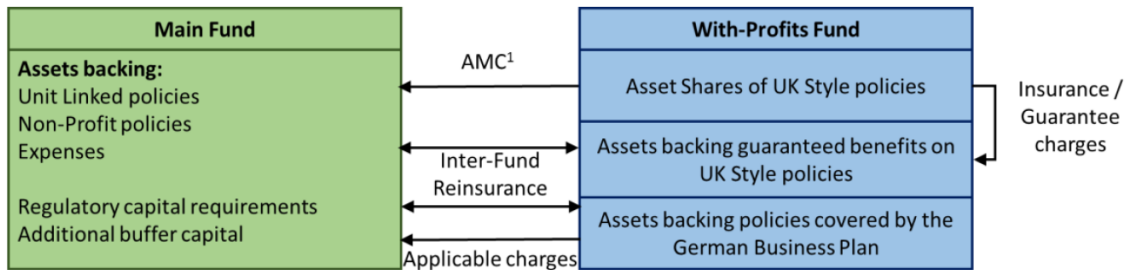 Main Fund
Assets backing:
Unit Linked policies
Non-Profit policies
Expenses
Regulatory capital requirements
Additional buffer capital
AMC¹
Inter-Fund
Reinsurance
Applicable charges
With-Profits Fund
Asset Shares of UK Style policies
Assets backing guaranteed benefits on
UK Style policies
Assets backing policies covered by the
German Business Plan
Insurance /
Guarantee
charges